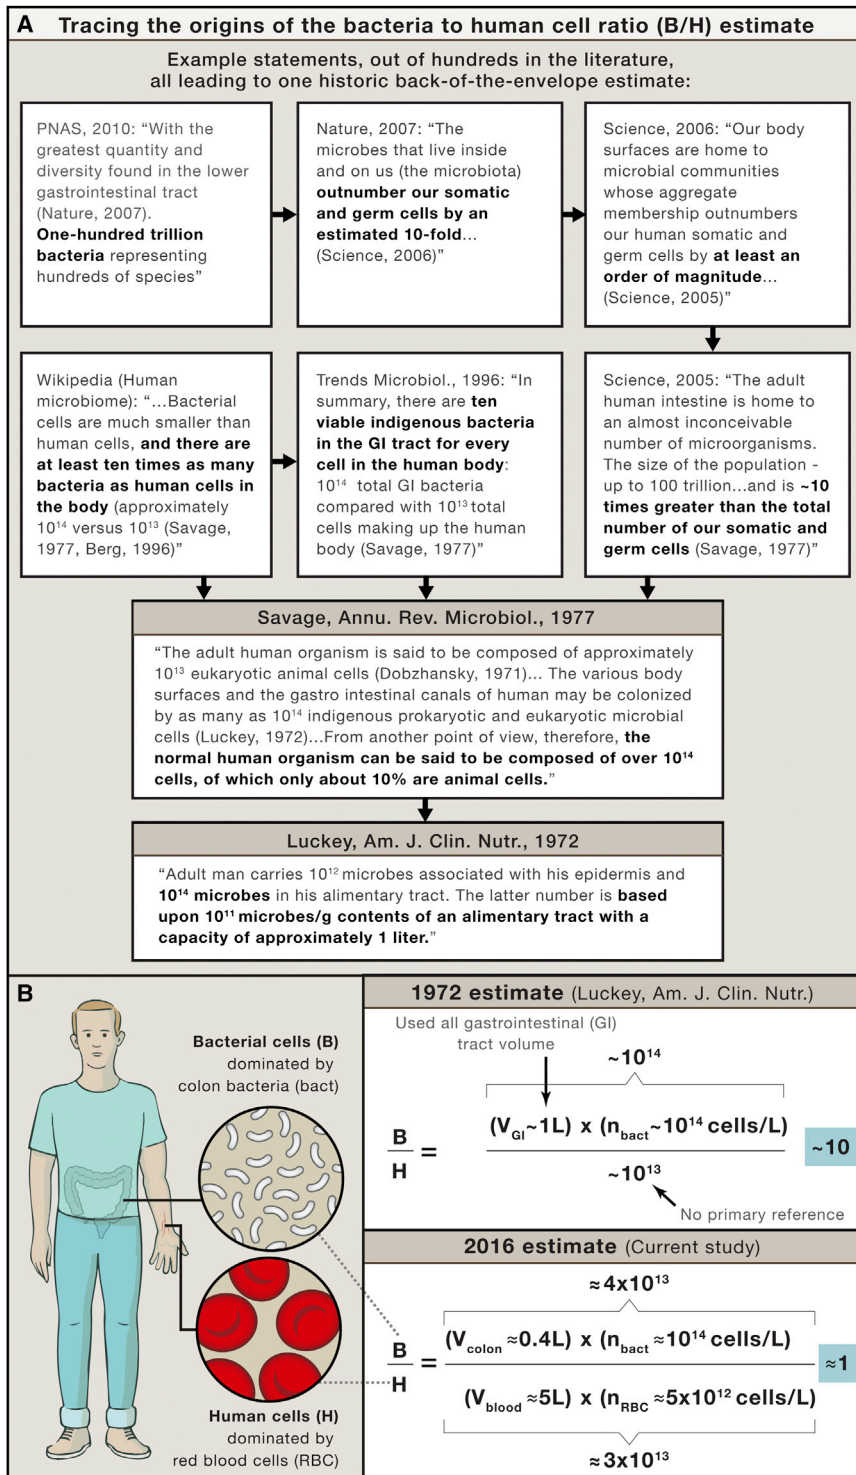 A Tracing the origins of the bacteria to human cell ratio (B/H) estimate
Example statements, out of hundreds in the literature,
all leading to one historic back-of-the-envelope estimate:
PNAS, 2010: “With the
greatest quantity and
diversity found in the lower
gastrointestinal tract
(Nature, 2007).
One-hundred trillion
bacteria representing
hundreds of species”
Nature, 2007: “The
microbes that live inside
and on us (the microbiota)
outnumber our somatic
and germ cells by an
estimated 10-fold...
(Science, 2006)”
Science, 2006: “Our body
surfaces are home to
microbial communities
whose aggregate
membership outnumbers
our human somatic and
germ cells by at least an
order of magnitude...
(Science, 2005)”
Wikipedia (Human
microbiome): “...Bacterial
cells are much smaller than
human cells, and there are
at least ten times as many
bacteria as human cells in
the body (approximately
10¹⁴ versus 10¹³ (Savage,
1977, Berg, 1996)”
Trends Microbiol., 1996: “In
summary, there are ten
viable indigenous bacteria
in the GI tract for every
cell in the human body:
10¹⁴ total GI bacteria
compared with 10¹³ total
cells making up the human
body (Savage, 1977)”
Science, 2005: “The adult
human intestine is home to
an almost inconceivable
number of microorganisms.
The size of the population -
up to 100 trillion...and is ~10
times greater than the total
number of our somatic and
germ cells (Savage, 1977)”
Savage, Annu. Rev. Microbiol., 1977
“The adult human organism is said to be composed of approximately
10¹³ eukaryotic animal cells (Dobzhansky, 1971)... The various body
surfaces and the gastro intestinal canals of human may be colonized
by as many as 10¹⁴ indigenous prokaryotic and eukaryotic microbial
cells (Luckey, 1972)...From another point of view, therefore, the
normal human organism can be said to be composed of over 10¹⁴
cells, of which only about 10% are animal cells.”
Luckey, Am. J. Clin. Nutr., 1972
“Adult man carries 10¹² microbes associated with his epidermis and
10¹⁴ microbes in his alimentary tract. The latter number is based
upon 10¹¹ microbes/g contents of an alimentary tract with a
capacity of approximately 1 liter.”
B
Bacterial cells (B)
dominated by
colon bacteria (bact)
Human cells (H)
dominated by
red blood cells (RBC)
1972 estimate (Luckey, Am. J. Clin. Nutr.)
Used all gastrointestinal (GI)
tract volume
~10¹⁴
B
H
=
(V_GI~1L) x (n_bact~10¹⁴ cells/L)
~10¹³
~10
No primary reference
2016 estimate (Current study)
≈4x10¹³
B
H
=
(V_colon ≈0.4L) x (n_bact ≈10¹⁴ cells/L)
(V_blood ≈5L) x (n_RBC ≈5x10¹² cells/L)
≈1
≈3x10¹³